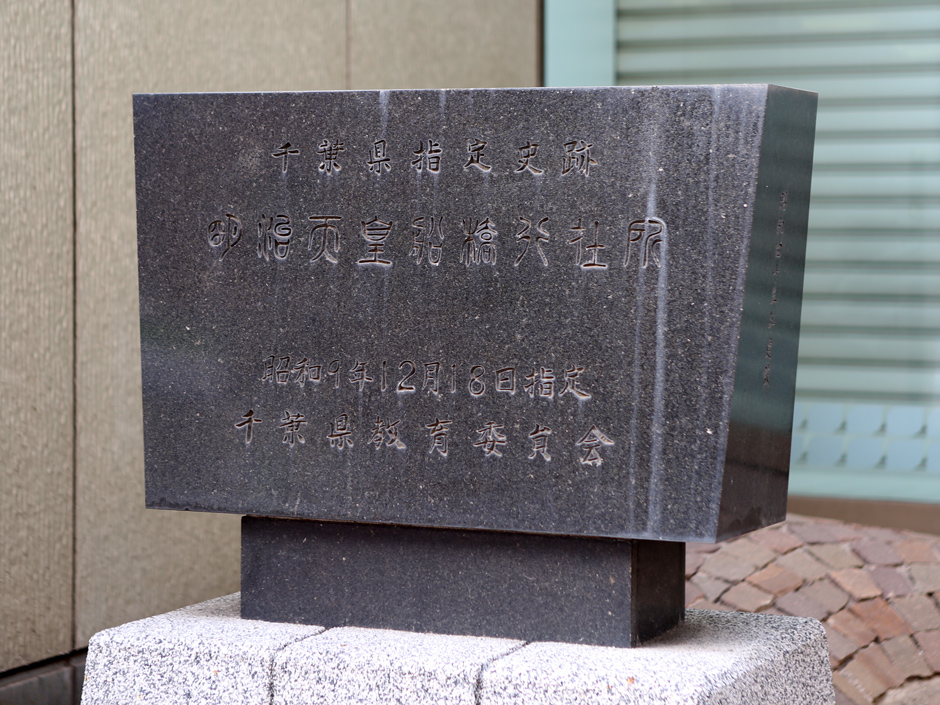 千葉県指定史跡
明治天皇船橋行在所
昭和9年12月18日指定
千葉県教育委員会